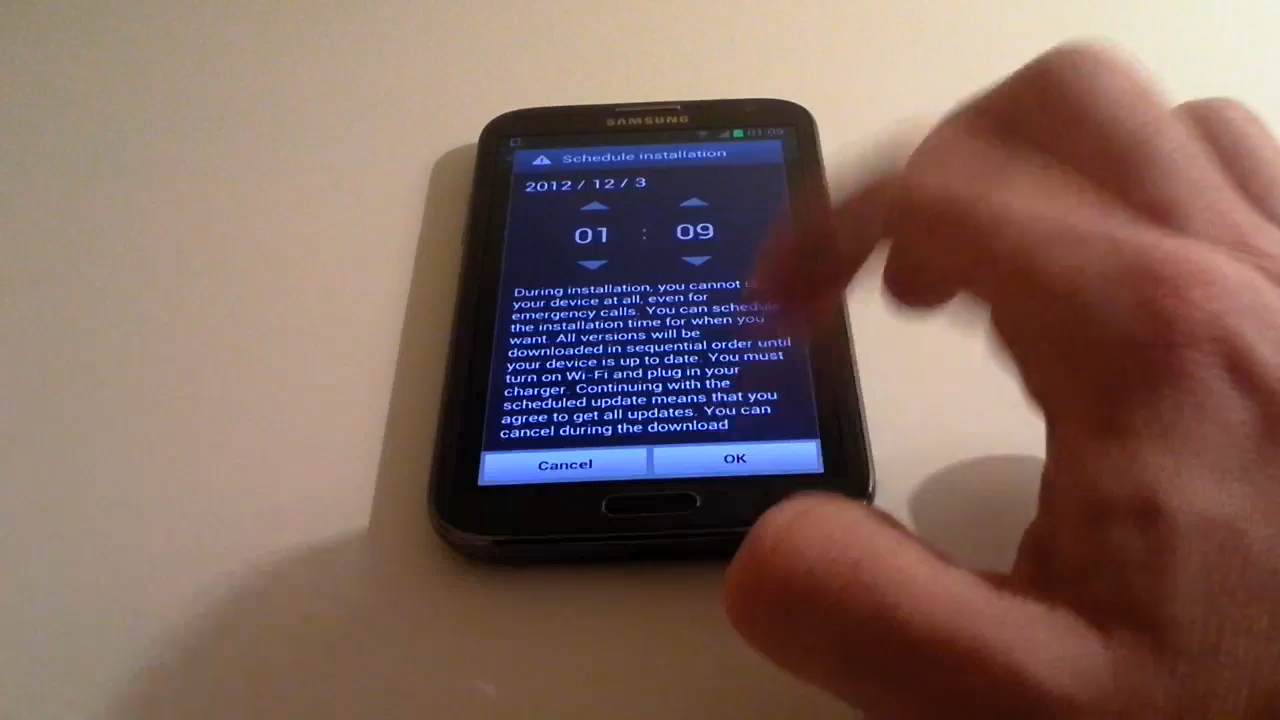 SAMSUNG
01:09
Schedule installation
2012 / 12 / 3
01 : 09
During installation, you cannot
your device at all, even for
emergency calls. You can schedule
the installation time for when you
want. All versions will be
downloaded in sequential order until
your device is up to date. You must
turn on Wi-Fi and plug in your
charger. Continuing with the
scheduled update means that you
agree to get all updates. You can
cancel during the download
Cancel OK